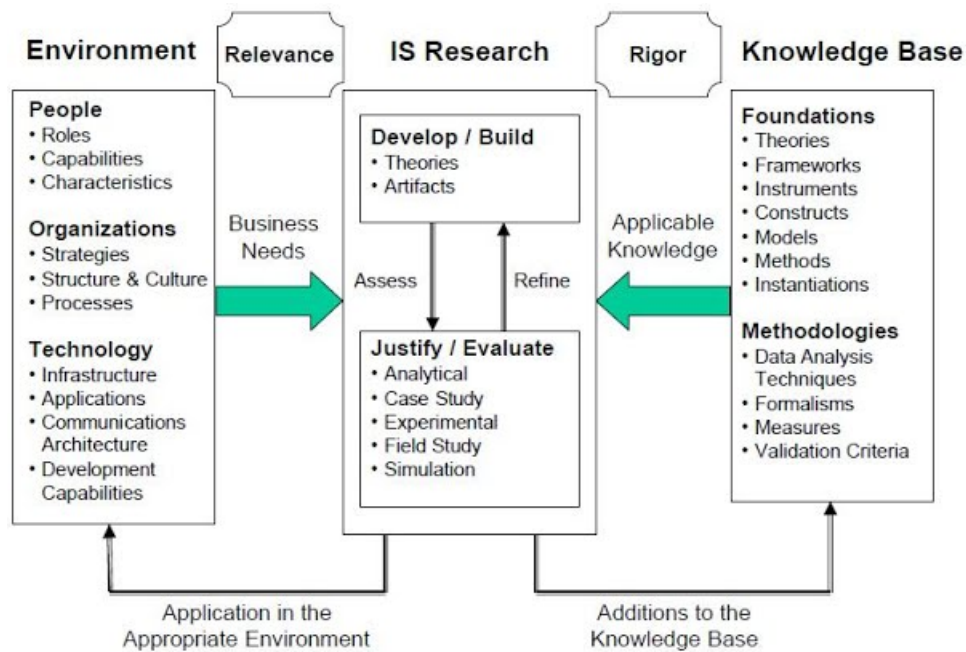 Environment
Relevance
IS Research
Rigor
Knowledge Base
People
• Roles
• Capabilities
• Characteristics
Organizations
• Strategies
• Structure & Culture
• Processes
Technology
• Infrastructure
• Applications
• Communications
Architecture
• Development
Capabilities
Business
Needs
Develop / Build
• Theories
• Artifacts
Assess
Refine
Justify / Evaluate
• Analytical
• Case Study
• Experimental
• Field Study
• Simulation
Applicable
Knowledge
Foundations
• Theories
• Frameworks
• Instruments
• Constructs
• Models
• Methods
• Instantiations
Methodologies
• Data Analysis
Techniques
• Formalisms
• Measures
• Validation Criteria
Application in the
Appropriate Environment
Additions to the
Knowledge Base